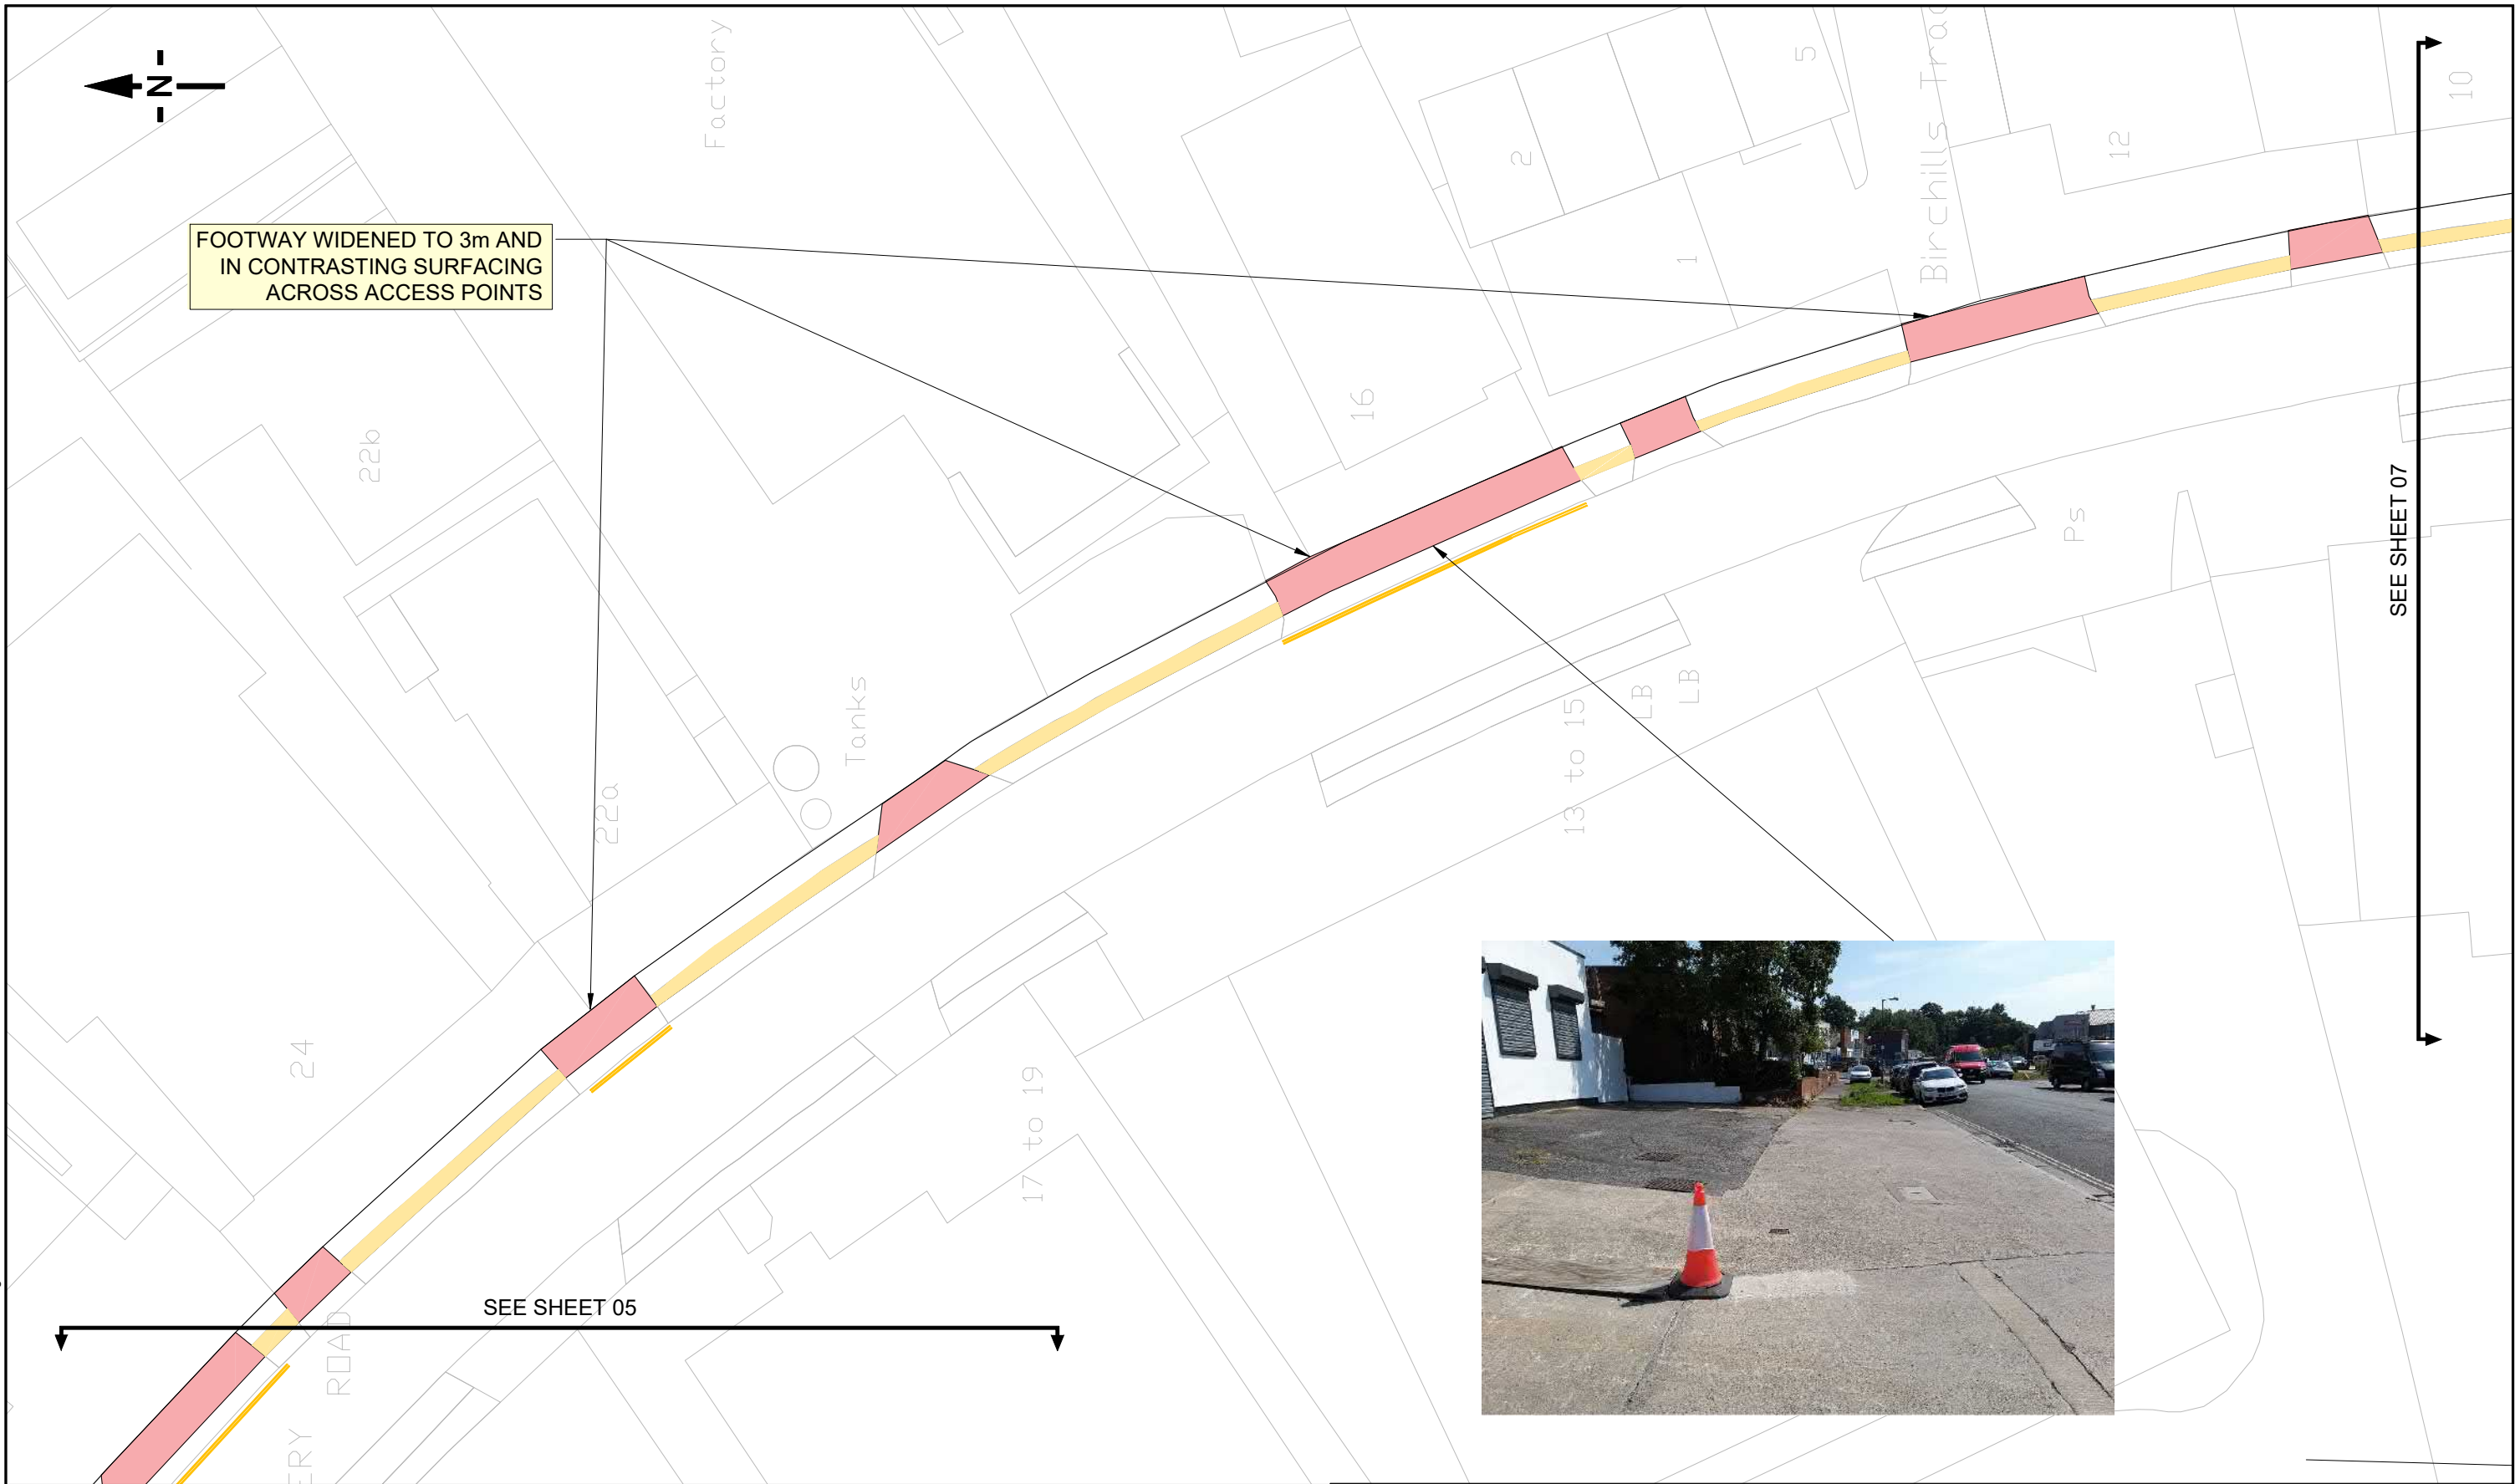 N
Factory
5
Birchills
10
12
2
1
FOOTWAY WIDENED TO 3m AND
IN CONTRASTING SURFACING
ACROSS ACCESS POINTS
16
22b
SEE SHEET 07
Ps
LB
LB
Tanks
13 to 15
22a
24
17 to 19
SEE SHEET 05
ROAD